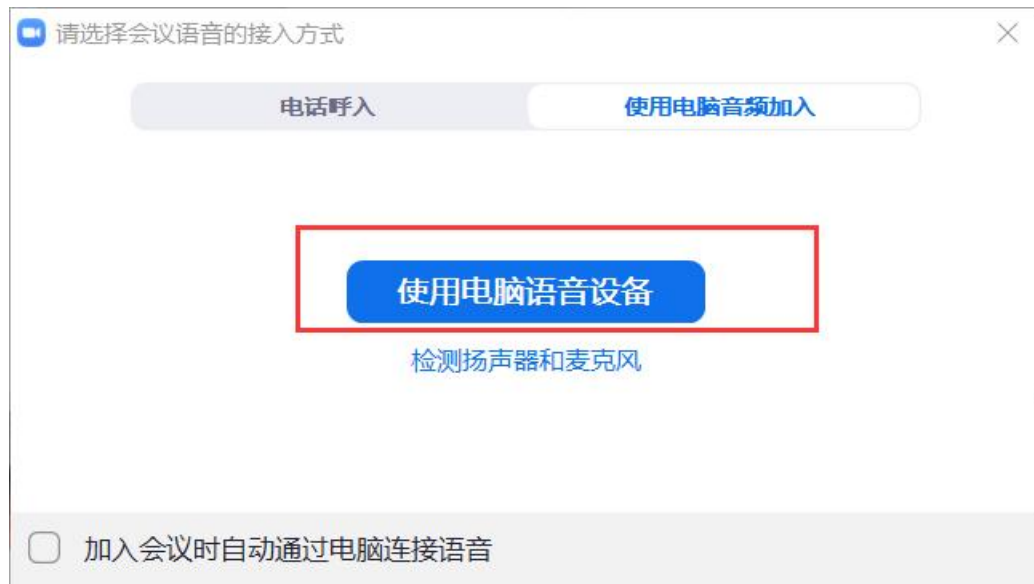 请选择会议语音的接入方式
电话呼入 使用电脑音频加入
使用电脑语音设备
检测扬声器和麦克风
加入会议时自动通过电脑连接语音